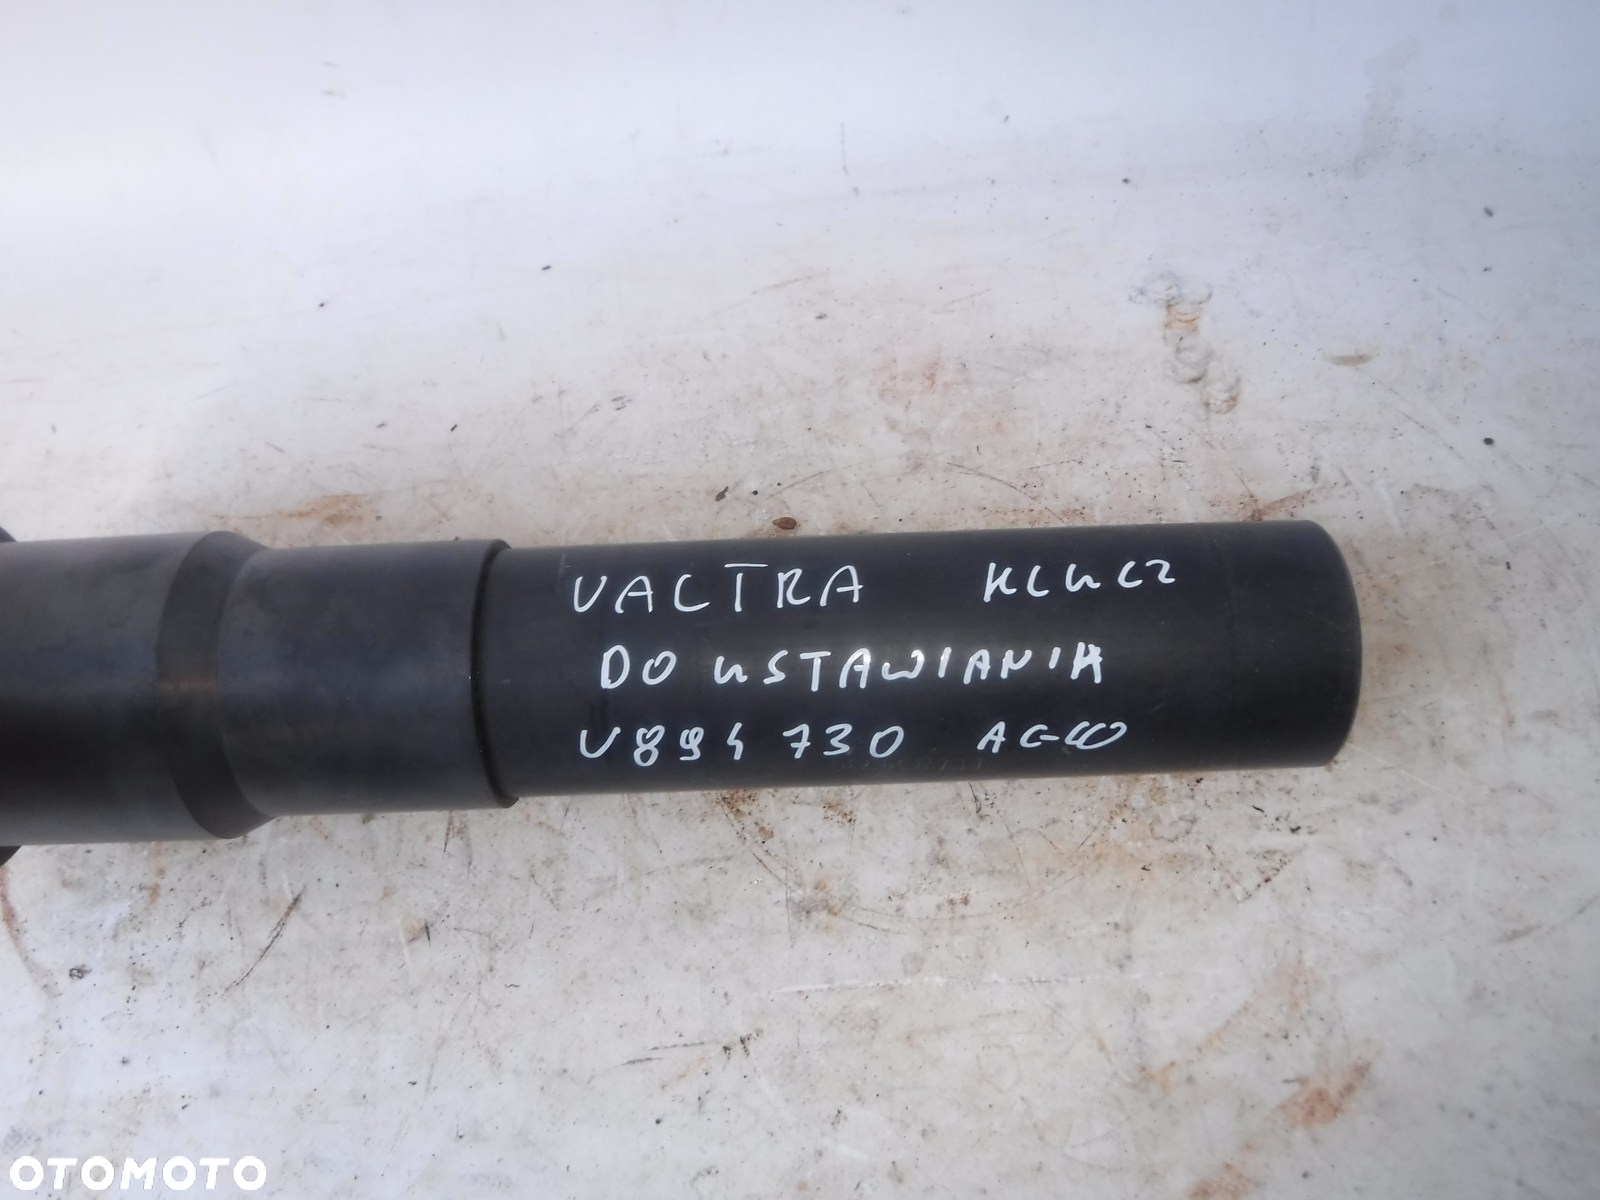 VALTRA KLUCZ
DO USTAWIANIA
V894730 AGCO
OTOMOTO